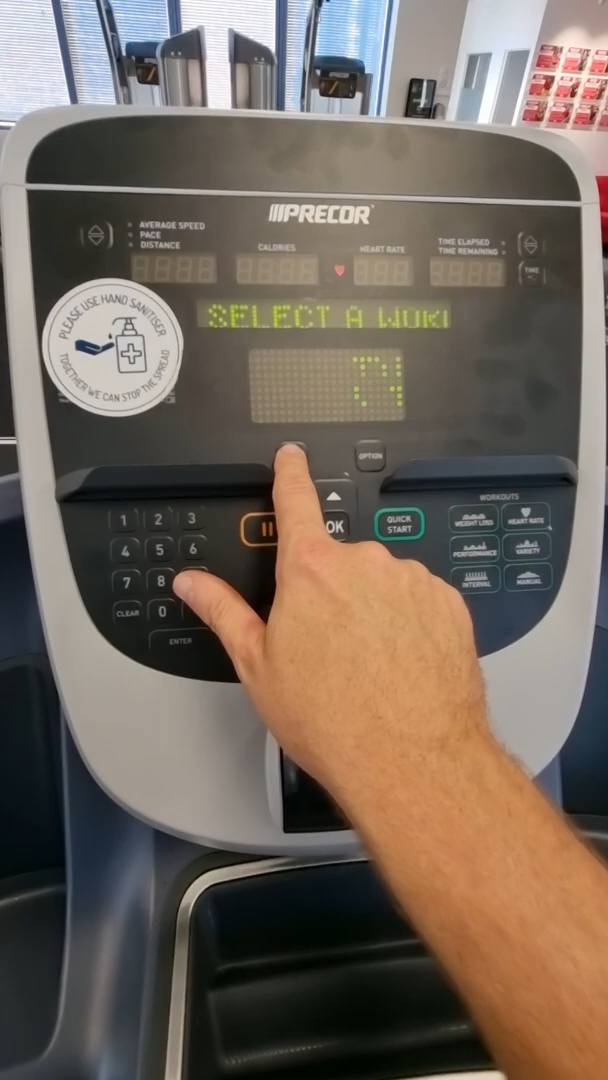 PRECOR
AVERAGE SPEED
PACE
DISTANCE
CALORIES
HEART RATE
TIME ELAPSED
TIME REMAINING
TIME
PLEASE USE HAND SANITISER
TOGETHER WE CAN STOP THE SPREAD
SELECT A WORK
OPTION
OK
QUICK
START
1 2 3
4 5 6
7 8
CLEAR 0
ENTER
WORKOUTS
WEIGHT LOSS
HEART RATE
PERFORMANCE
VARIETY
INTERVAL
MANUAL